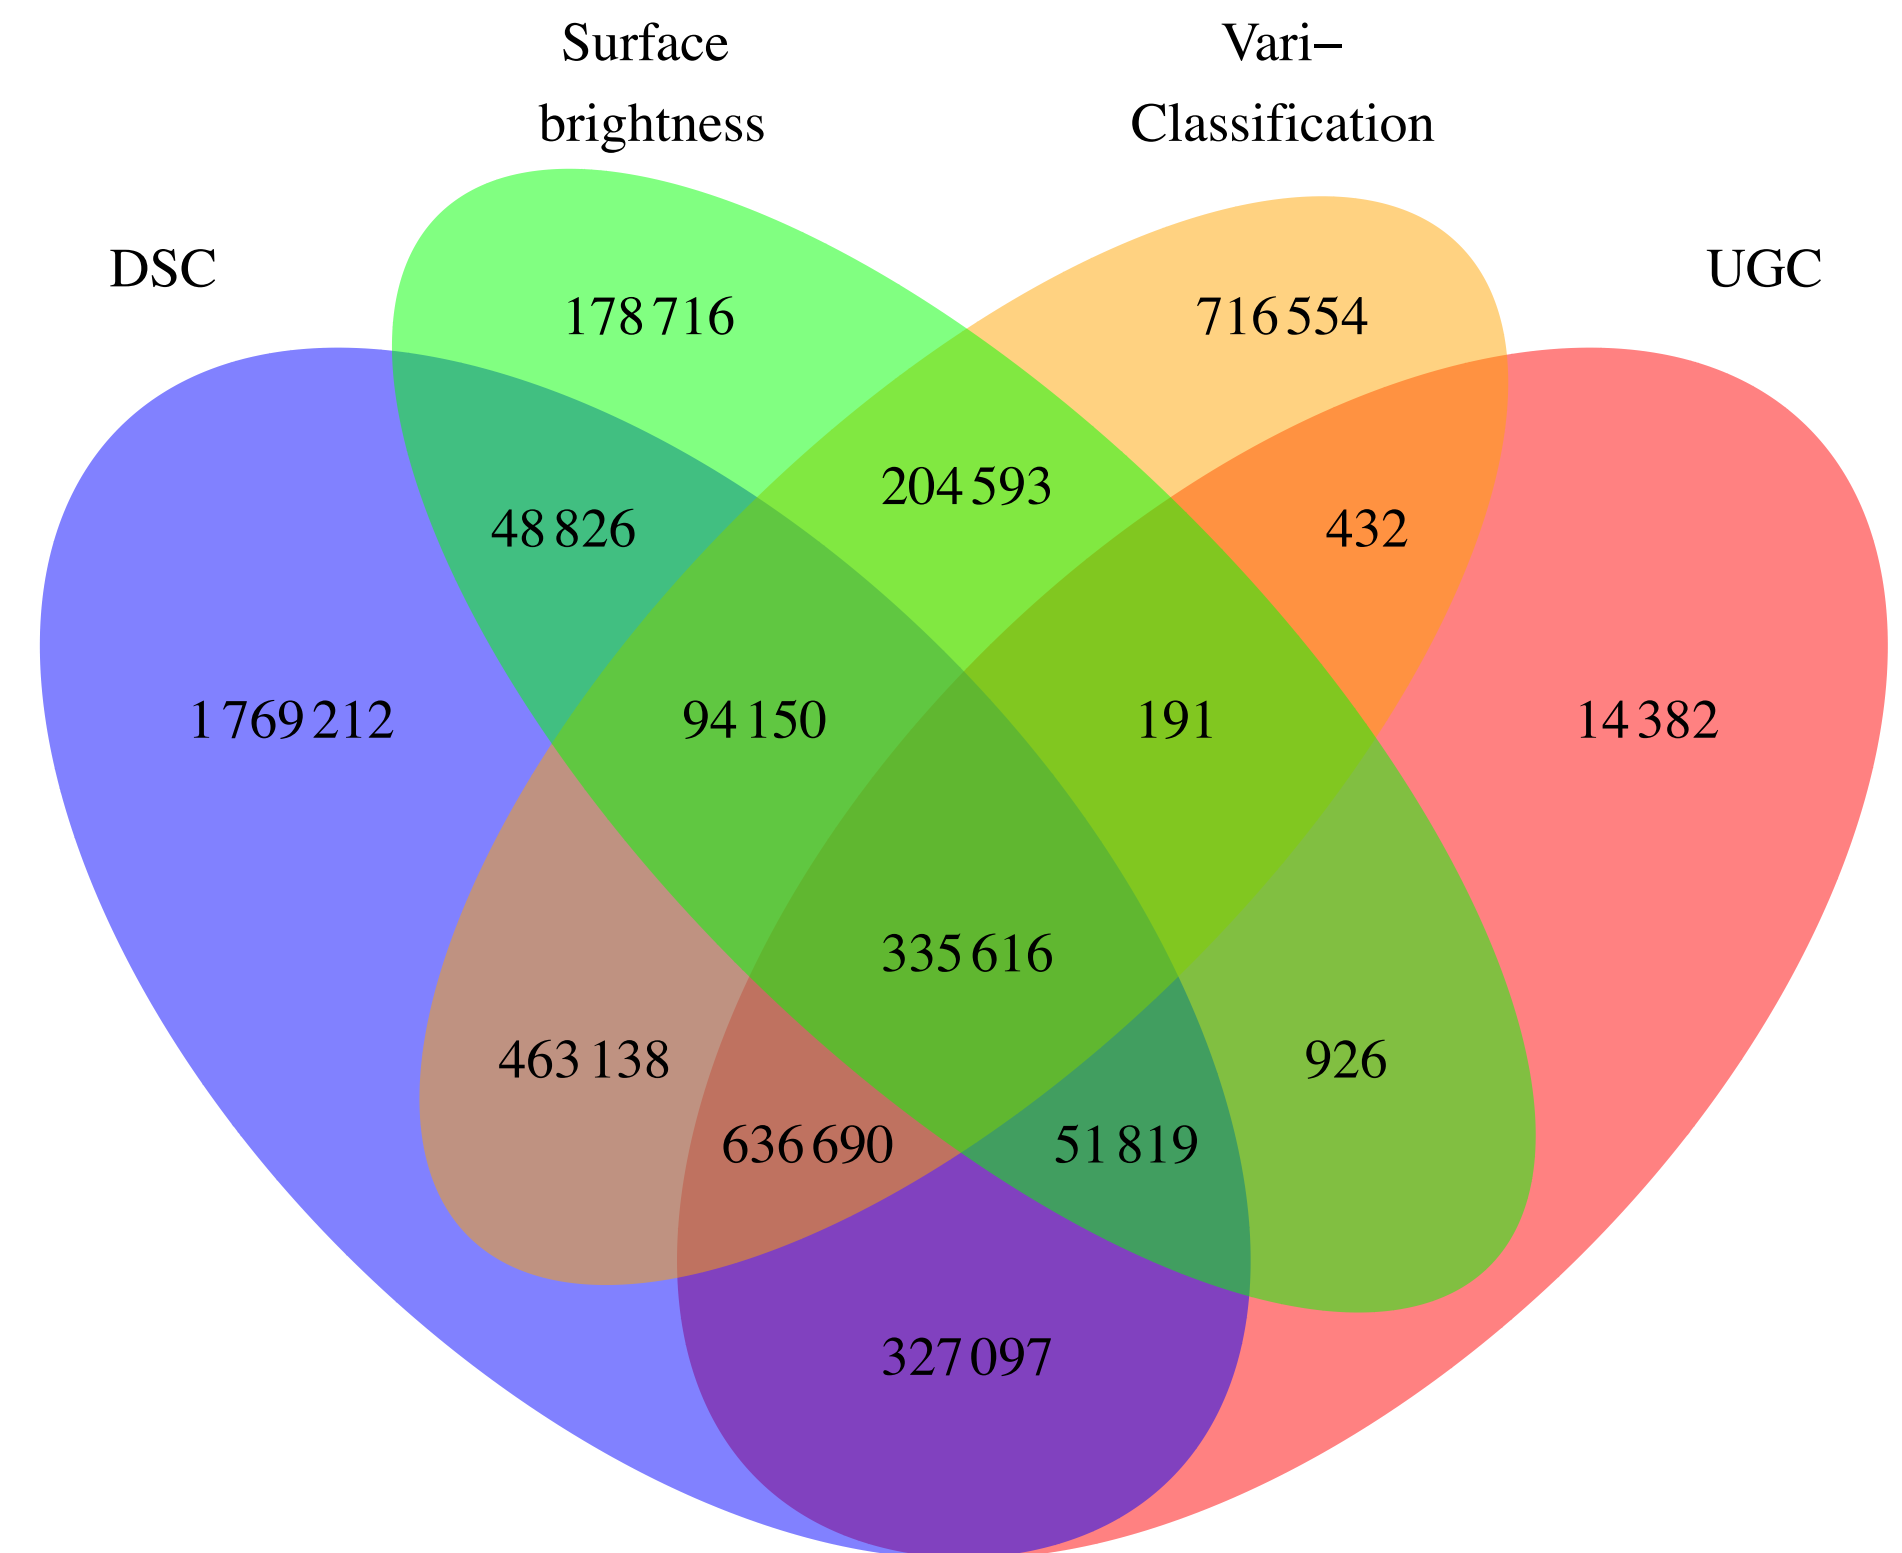 Surface
brightness
Vari–
Classification
DSC
UGC
178 716
716 554
204 593
48 826
432
1 769 212
94 150
191
14 382
335 616
463 138
926
636 690
51 819
327 097